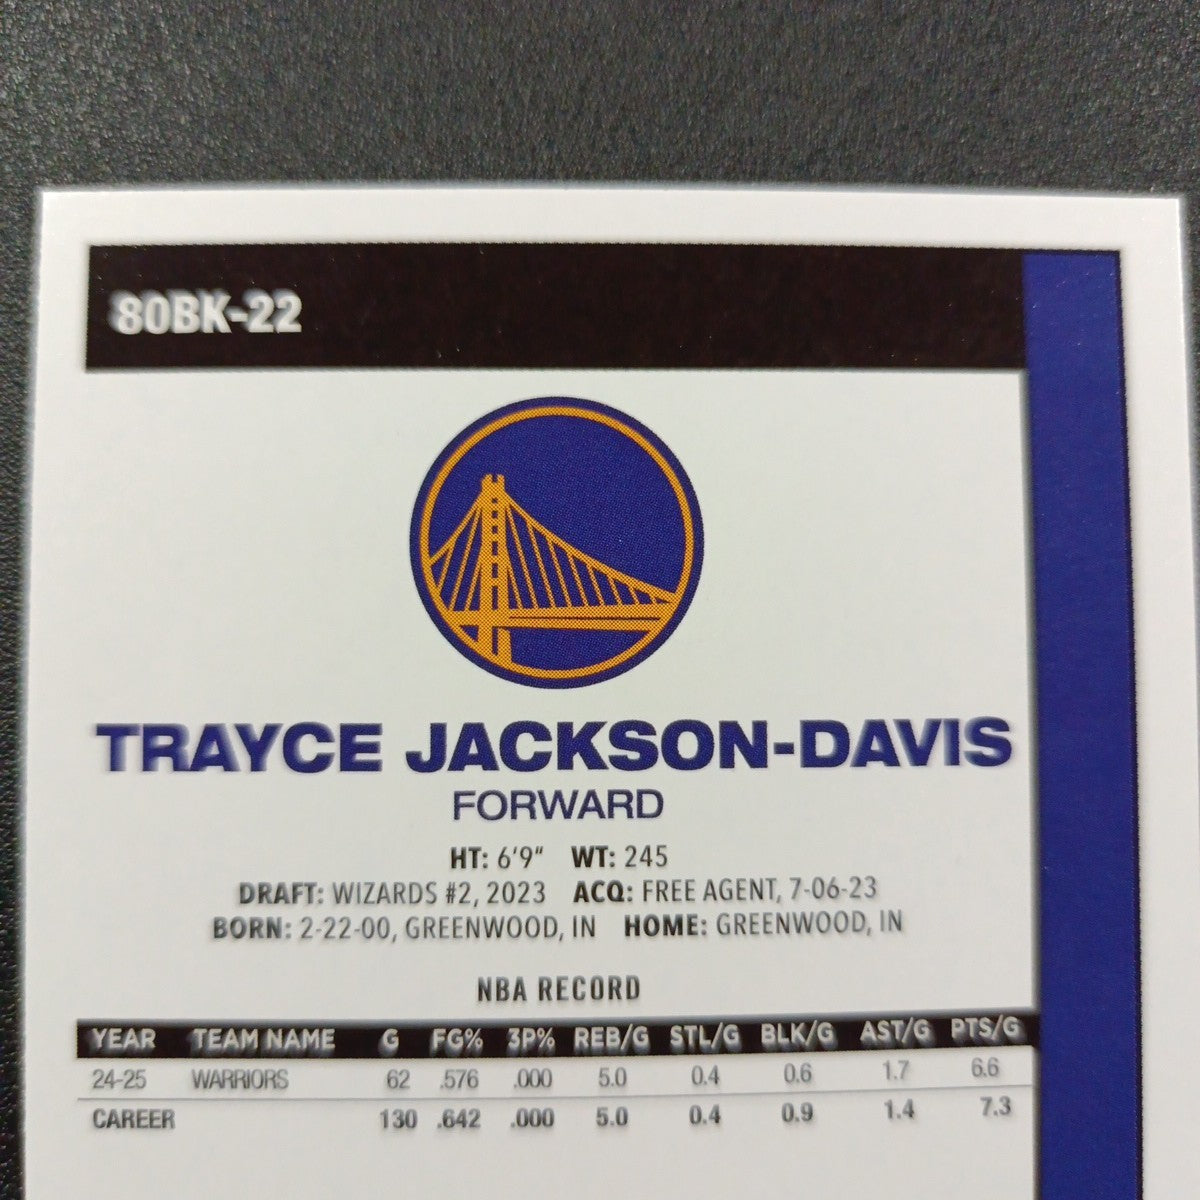 80BK-22
TRAYCE JACKSON-DAVIS
FORWARD
HT: 6'9" WT: 245
DRAFT: WIZARDS #2, 2023 ACQ: FREE AGENT, 7-06-23
BORN: 2-22-00, GREENWOOD, IN HOME: GREENWOOD, IN
NBA RECORD
YEAR TEAM NAME G FG% 3P% REB/G STL/G BLK/G AST/G PTS/G
24-25 WARRIORS 62 .576 .000 5.0 0.4 0.6 1.7 6.6
CAREER 130 .642 .000 5.0 0.4 0.9 1.4 7.3